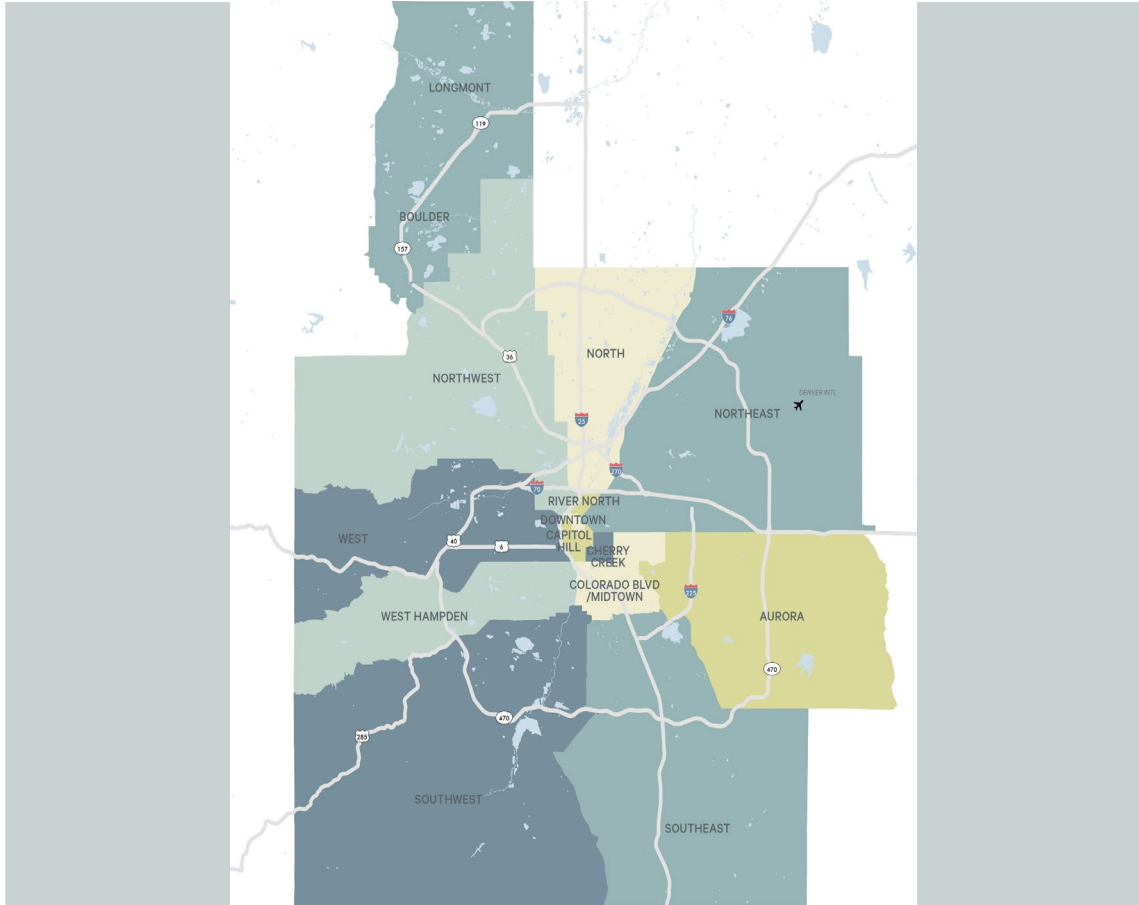 LONGMONT
119
BOULDER
157
76
NORTH
36
NORTHWEST
DENVER INTL
NORTHEAST
25
270
70
RIVER NORTH
DOWNTOWN
CAPITOL
HILL
WEST
40
6
CHERRY
CREEK
COLORADO BLVD
/MIDTOWN
225
WEST HAMPDEN
AURORA
470
470
285
SOUTHWEST
SOUTHEAST